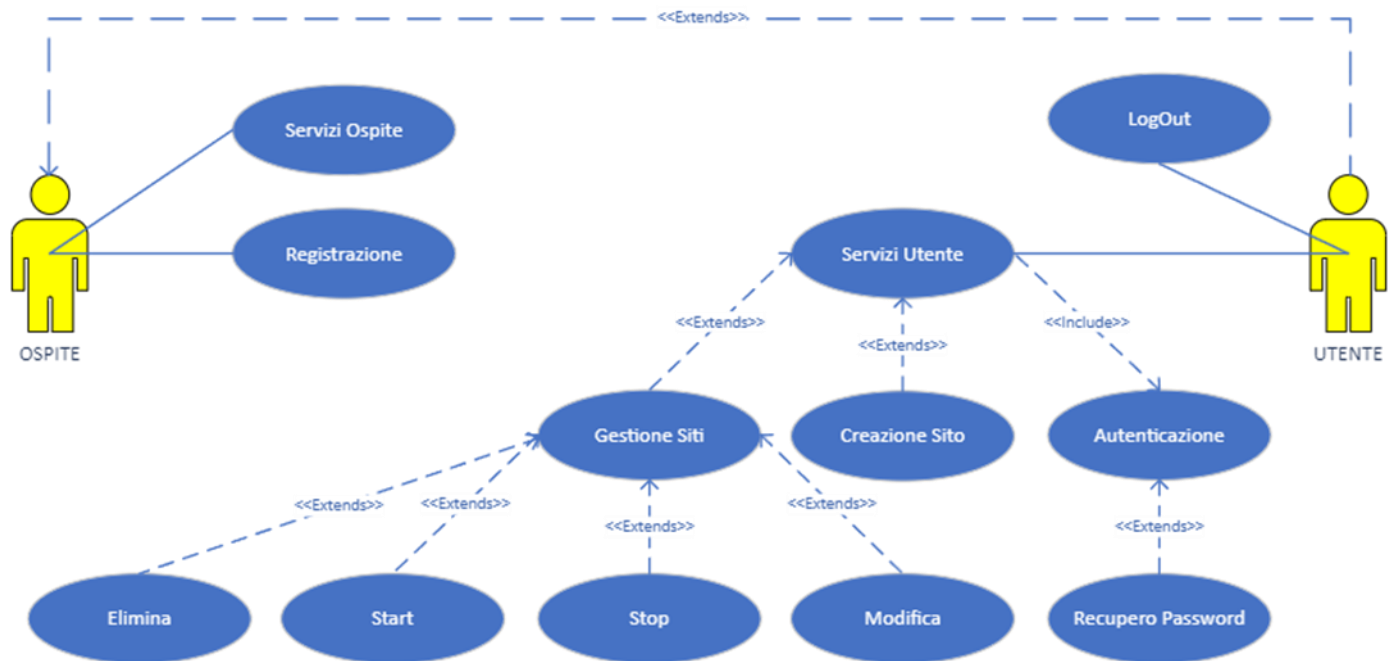 <<Extends>>
Servizi Ospite
LogOut
Registrazione
Servizi Utente
<<Extends>>
<<Include>>
<<Extends>>
OSPITE
UTENTE
Gestione Siti
Creazione Sito
Autenticazione
<<Extends>>
<<Extends>>
<<Extends>>
<<Extends>>
<<Extends>>
Elimina
Start
Stop
Modifica
Recupero Password